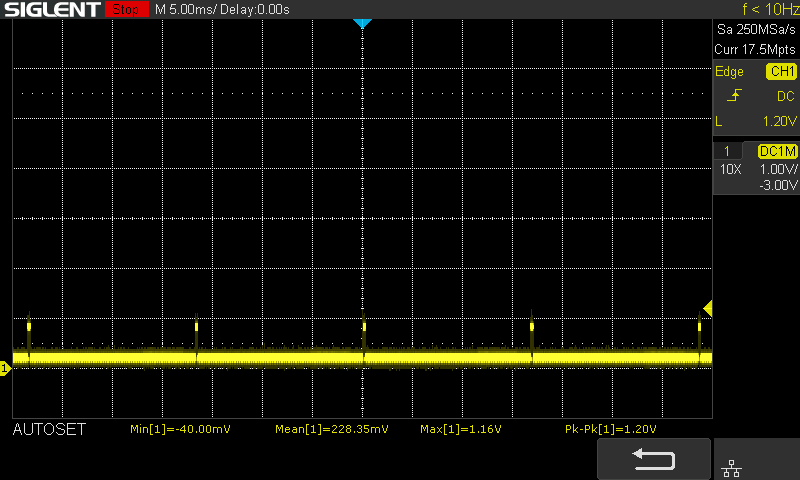 SIGLENT Stop M 5.00ms/ Delay:0.00s f < 10Hz
Sa 250MSa/s
Curr 17.5Mpts
Edge CH1
DC
L 1.20V
1 DC1M
10X 1.00V/
-3.00V
1
AUTOSET Min[1]=-40.00mV Mean[1]=228.35mV Max[1]=1.16V Pk-Pk[1]=1.20V